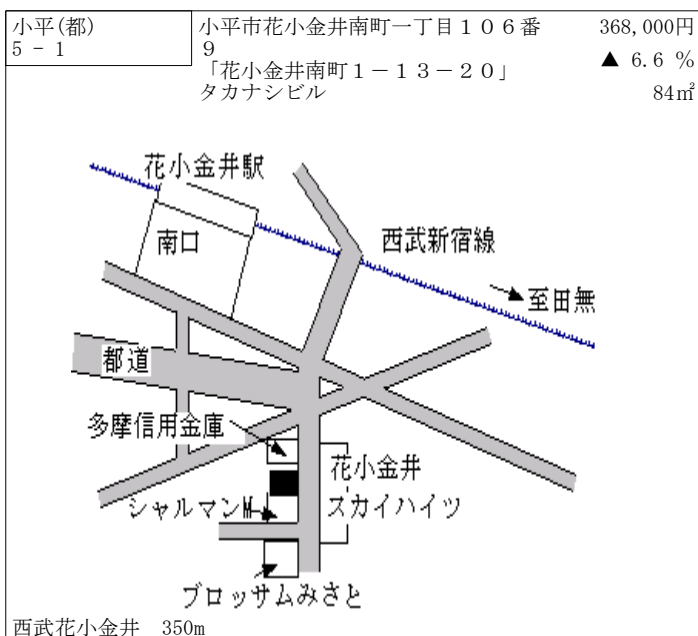 小平(都)
5 - 1
小平市花小金井南町一丁目１０６番
9
「花小金井南町１－１３－２０」
タカナシビル
368,000円
▲ 6.6 %
84㎡
花小金井駅
南口
西武新宿線
至田無
都道
多摩信用金庫
花小金井
スカイハイツ
シャルマンM
ブロッサムみさと
西武花小金井　350m